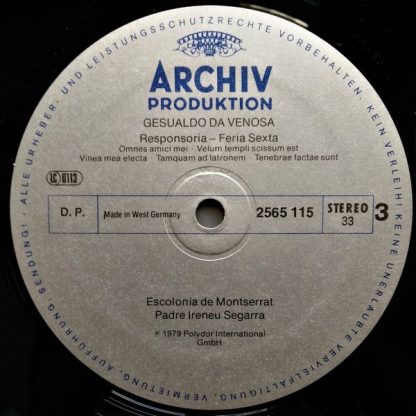 ALLE URHEBER- UND LEISTUNGSSCHUTZRECHTE VORBEHALTEN. KEIN VERLEIH! KEINE UNERLAUBTE VERVIELFÄLTIGUNG, VERMIETUNG, AUFFÜHRUNG, SENDUNG!
ARCHIV
PRODUKTION
GESUALDO DA VENOSA
Responsoria – Feria Sexta
Omnes amici mei · Velum templi scissum est
Vinea mea electa · Tamquam ad latronem · Tenebrae factae sunt
LC 0113
D. P.
Made in West Germany
2565 115
STEREO
33
3
Escolonia de Montserrat
Padre Ireneu Segarra
℗ 1979 Polydor International
GmbH